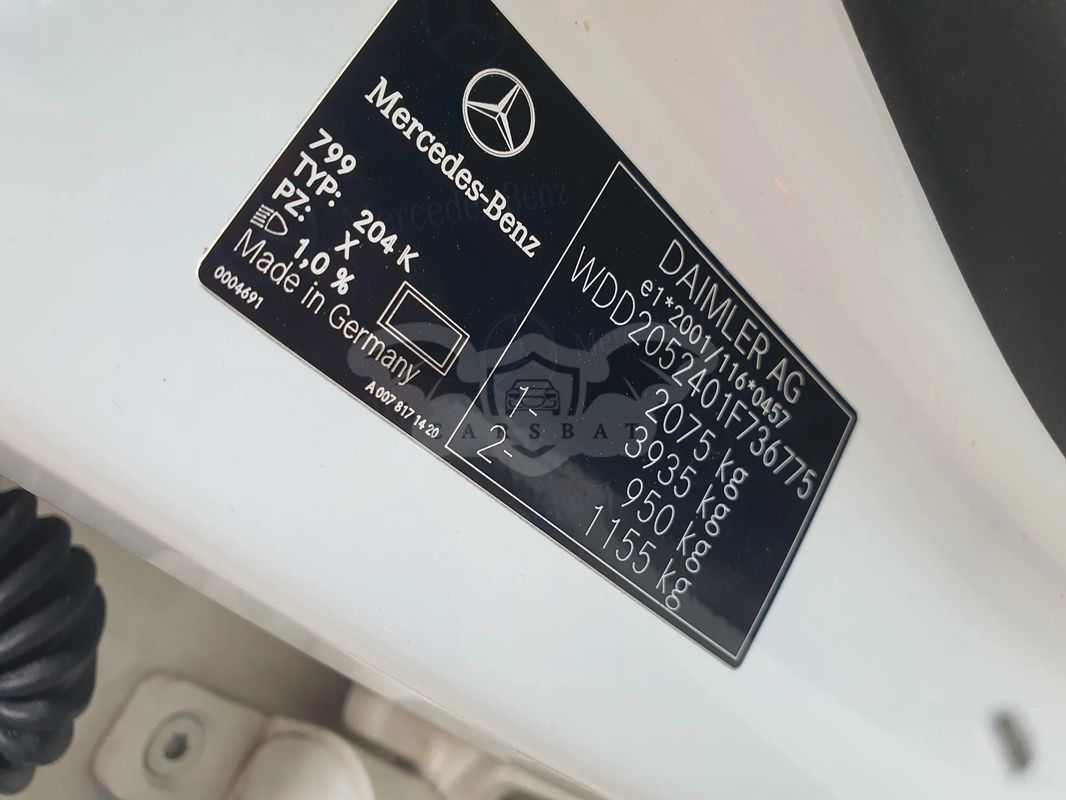 Mercedes-Benz
799
TYP: 204 K
PZ: X
1,0 %
Made in Germany
0004691
A 007 817 14 20
DAIMLER AG
e1*2001/116*0457
WDD2052401F736775
2075 kg
3935 kg
1- 950 kg
2- 1155 kg
CARSBAT